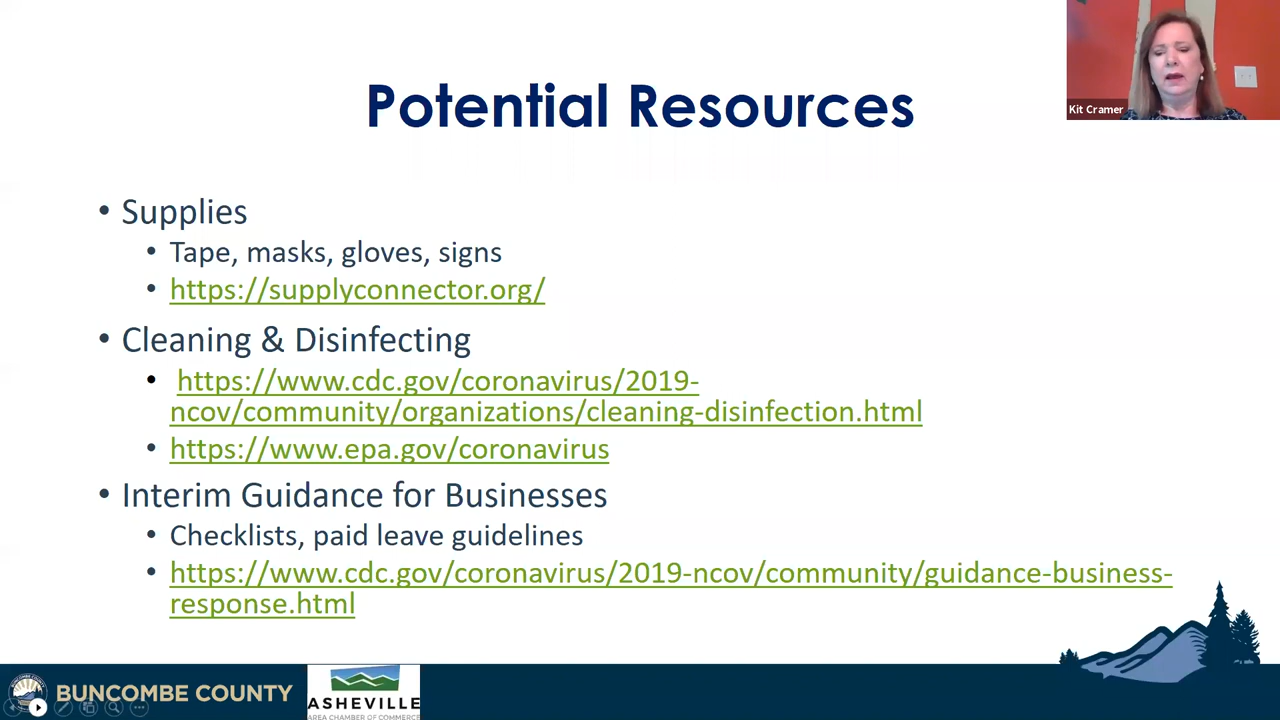 Potential Resources
Kit Cramer
• Supplies
• Tape, masks, gloves, signs
• https://supplyconnector.org/
• Cleaning & Disinfecting
• https://www.cdc.gov/coronavirus/2019-
ncov/community/organizations/cleaning-disinfection.html
• https://www.epa.gov/coronavirus
• Interim Guidance for Businesses
• Checklists, paid leave guidelines
• https://www.cdc.gov/coronavirus/2019-ncov/community/guidance-business-
response.html
BUNCOMBE COUNTY
ASHEVILLE
AREA CHAMBER OF COMMERCE